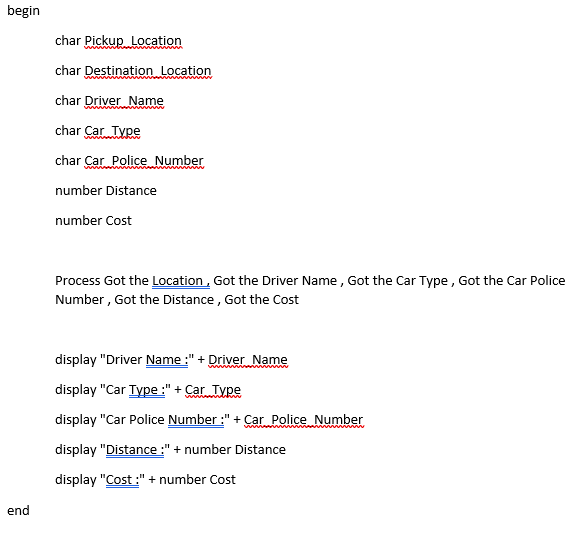 begin
char Pickup_Location
char Destination_Location
char Driver_Name
char Car_Type
char Car_Police_Number
number Distance
number Cost
Process Got the Location , Got the Driver Name , Got the Car Type , Got the Car Police
Number , Got the Distance , Got the Cost
display "Driver Name :" + Driver_Name
display "Car Type :" + Car_Type
display "Car Police Number :" + Car_Police_Number
display "Distance :" + number Distance
display "Cost :" + number Cost
end